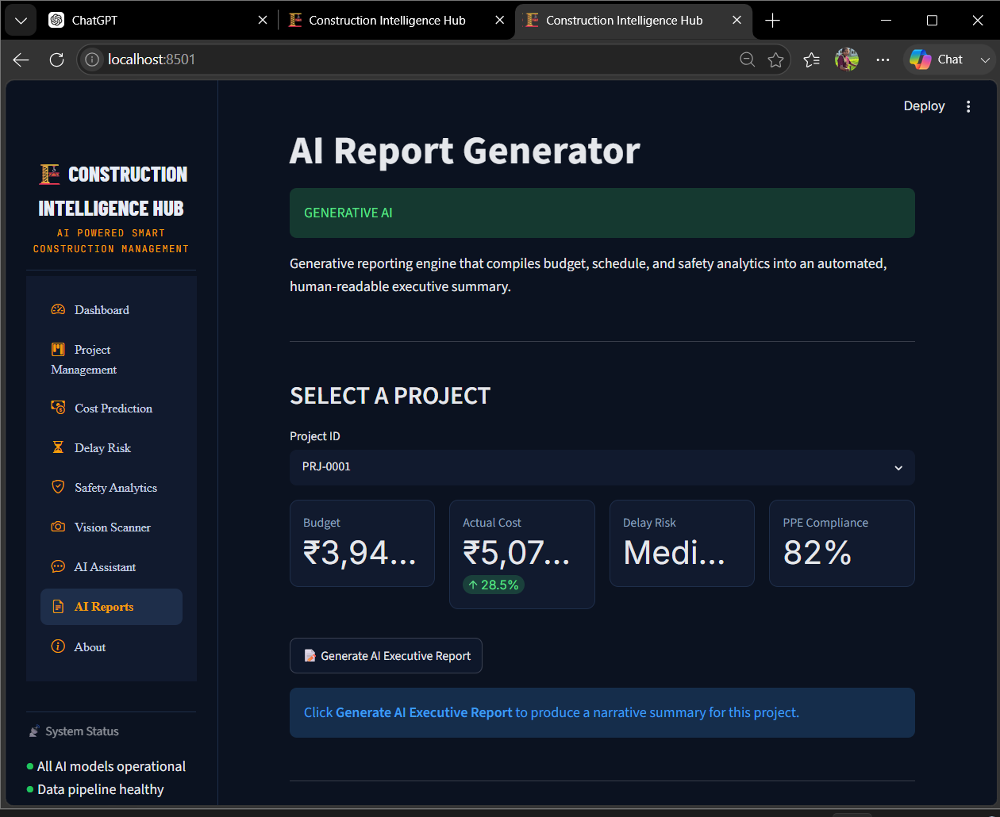 ChatGPT
Construction Intelligence Hub
Construction Intelligence Hub
localhost:8501
Chat
Deploy
CONSTRUCTION
INTELLIGENCE HUB
AI POWERED SMART
CONSTRUCTION MANAGEMENT
Dashboard
Project
Management
Cost Prediction
Delay Risk
Safety Analytics
Vision Scanner
AI Assistant
AI Reports
About
System Status
All AI models operational
Data pipeline healthy
AI Report Generator
GENERATIVE AI
Generative reporting engine that compiles budget, schedule, and safety analytics into an automated,
human-readable executive summary.
SELECT A PROJECT
Project ID
PRJ-0001
Budget
₹3,94...
Actual Cost
₹5,07...
↑ 28.5%
Delay Risk
Medi...
PPE Compliance
82%
Generate AI Executive Report
Click Generate AI Executive Report to produce a narrative summary for this project.